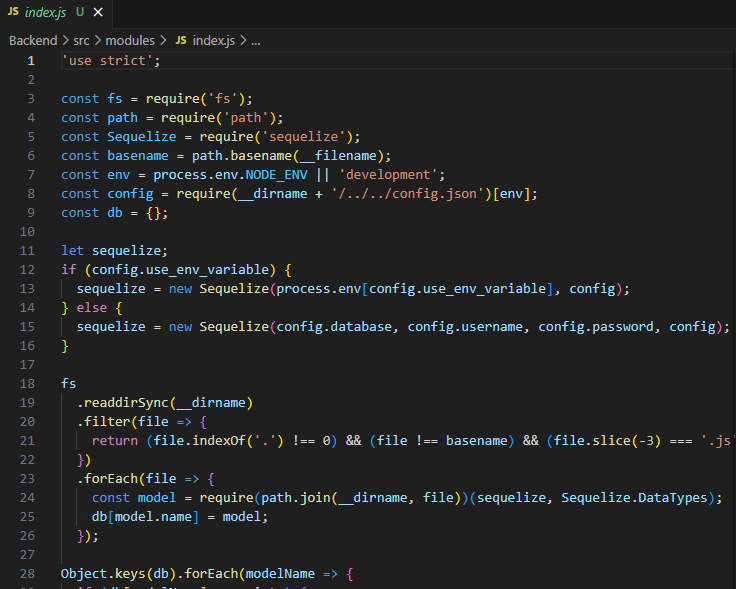 JS index.js U ×
Backend > src > modules > JS index.js > ...
1 'use strict';
2
3 const fs = require('fs');
4 const path = require('path');
5 const Sequelize = require('sequelize');
6 const basename = path.basename(__filename);
7 const env = process.env.NODE_ENV || 'development';
8 const config = require(__dirname + '/../../config.json')[env];
9 const db = {};
10
11 let sequelize;
12 if (config.use_env_variable) {
13   sequelize = new Sequelize(process.env[config.use_env_variable], config);
14 } else {
15   sequelize = new Sequelize(config.database, config.username, config.password, config);
16 }
17
18 fs
19   .readdirSync(__dirname)
20   .filter(file => {
21     return (file.indexOf('.') !== 0) && (file !== basename) && (file.slice(-3) === '.js'
22   })
23   .forEach(file => {
24     const model = require(path.join(__dirname, file))(sequelize, Sequelize.DataTypes);
25     db[model.name] = model;
26   });
27
28 Object.keys(db).forEach(modelName => {